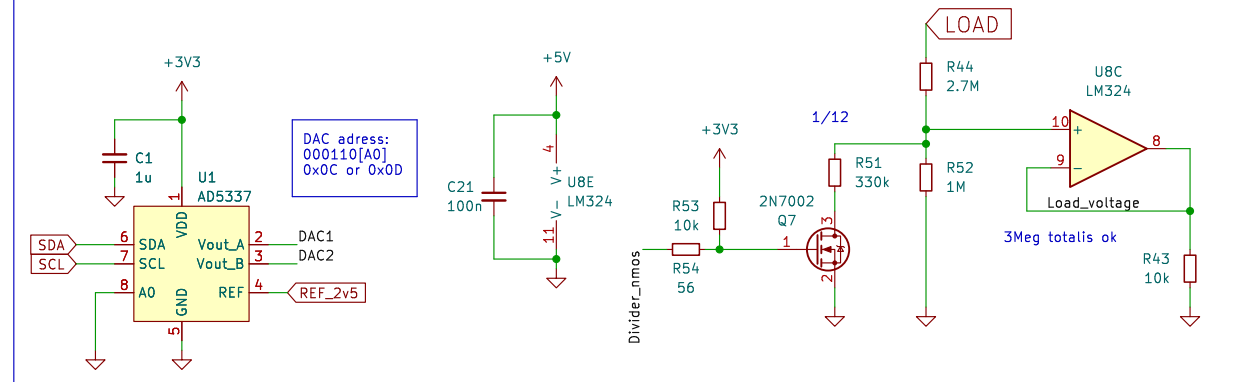 +3V3
C1
1u
DAC adress:
000110[A0]
0x0C or 0x0D
U1
AD5337
1
VDD
SDA
6
SDA
Vout_A
2
DAC1
SCL
7
SCL
Vout_B
3
DAC2
8
A0
REF
4
REF_2v5
GND
5
+5V
C21
100n
4
V+
U8E
LM324
V-
11
+3V3
R53
10k
R54
56
Divider_nmos
1/12
2N7002
Q7
1
3
2
R51
330k
LOAD
R44
2.7M
R52
1M
U8C
LM324
10
+
9
-
8
Load_voltage
3Meg totalis ok
R43
10k